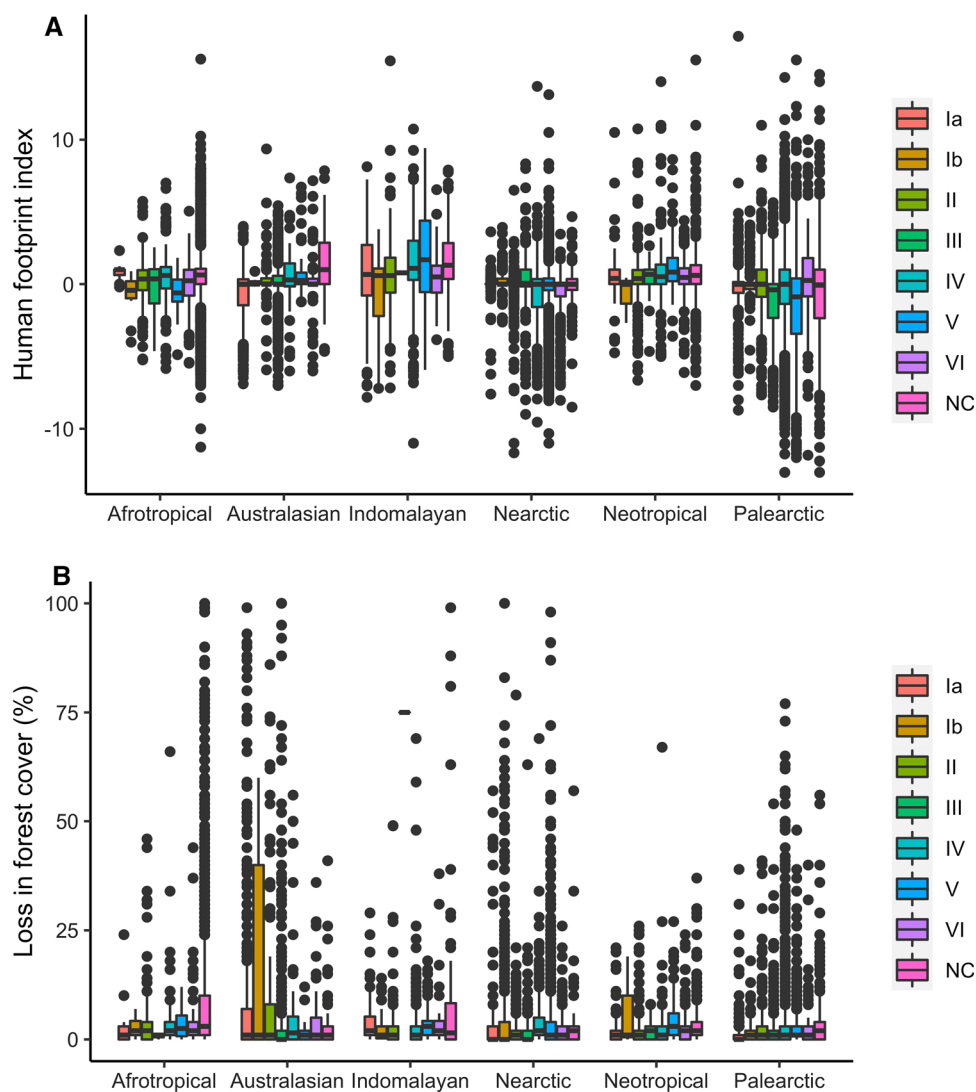 A
Human footprint index
10
0
-10
Afrotropical Australasian Indomalayan Nearctic Neotropical Palearctic
Ia
Ib
II
III
IV
V
VI
NC
B
Loss in forest cover (%)
100
75
50
25
0
Afrotropical Australasian Indomalayan Nearctic Neotropical Palearctic
Ia
Ib
II
III
IV
V
VI
NC